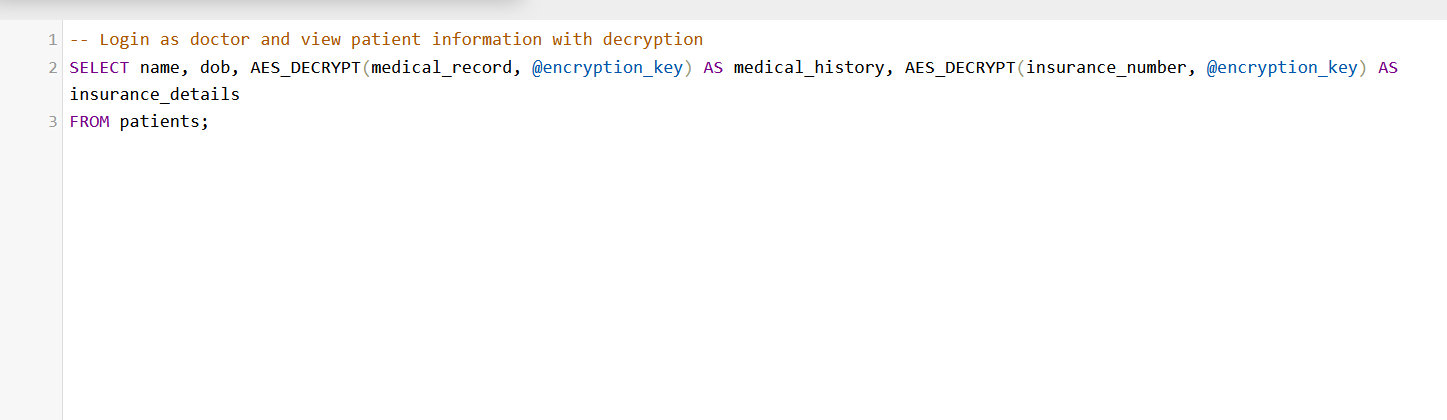 1 -- Login as doctor and view patient information with decryption
2 SELECT name, dob, AES_DECRYPT(medical_record, @encryption_key) AS medical_history, AES_DECRYPT(insurance_number, @encryption_key) AS
insurance_details
3 FROM patients;